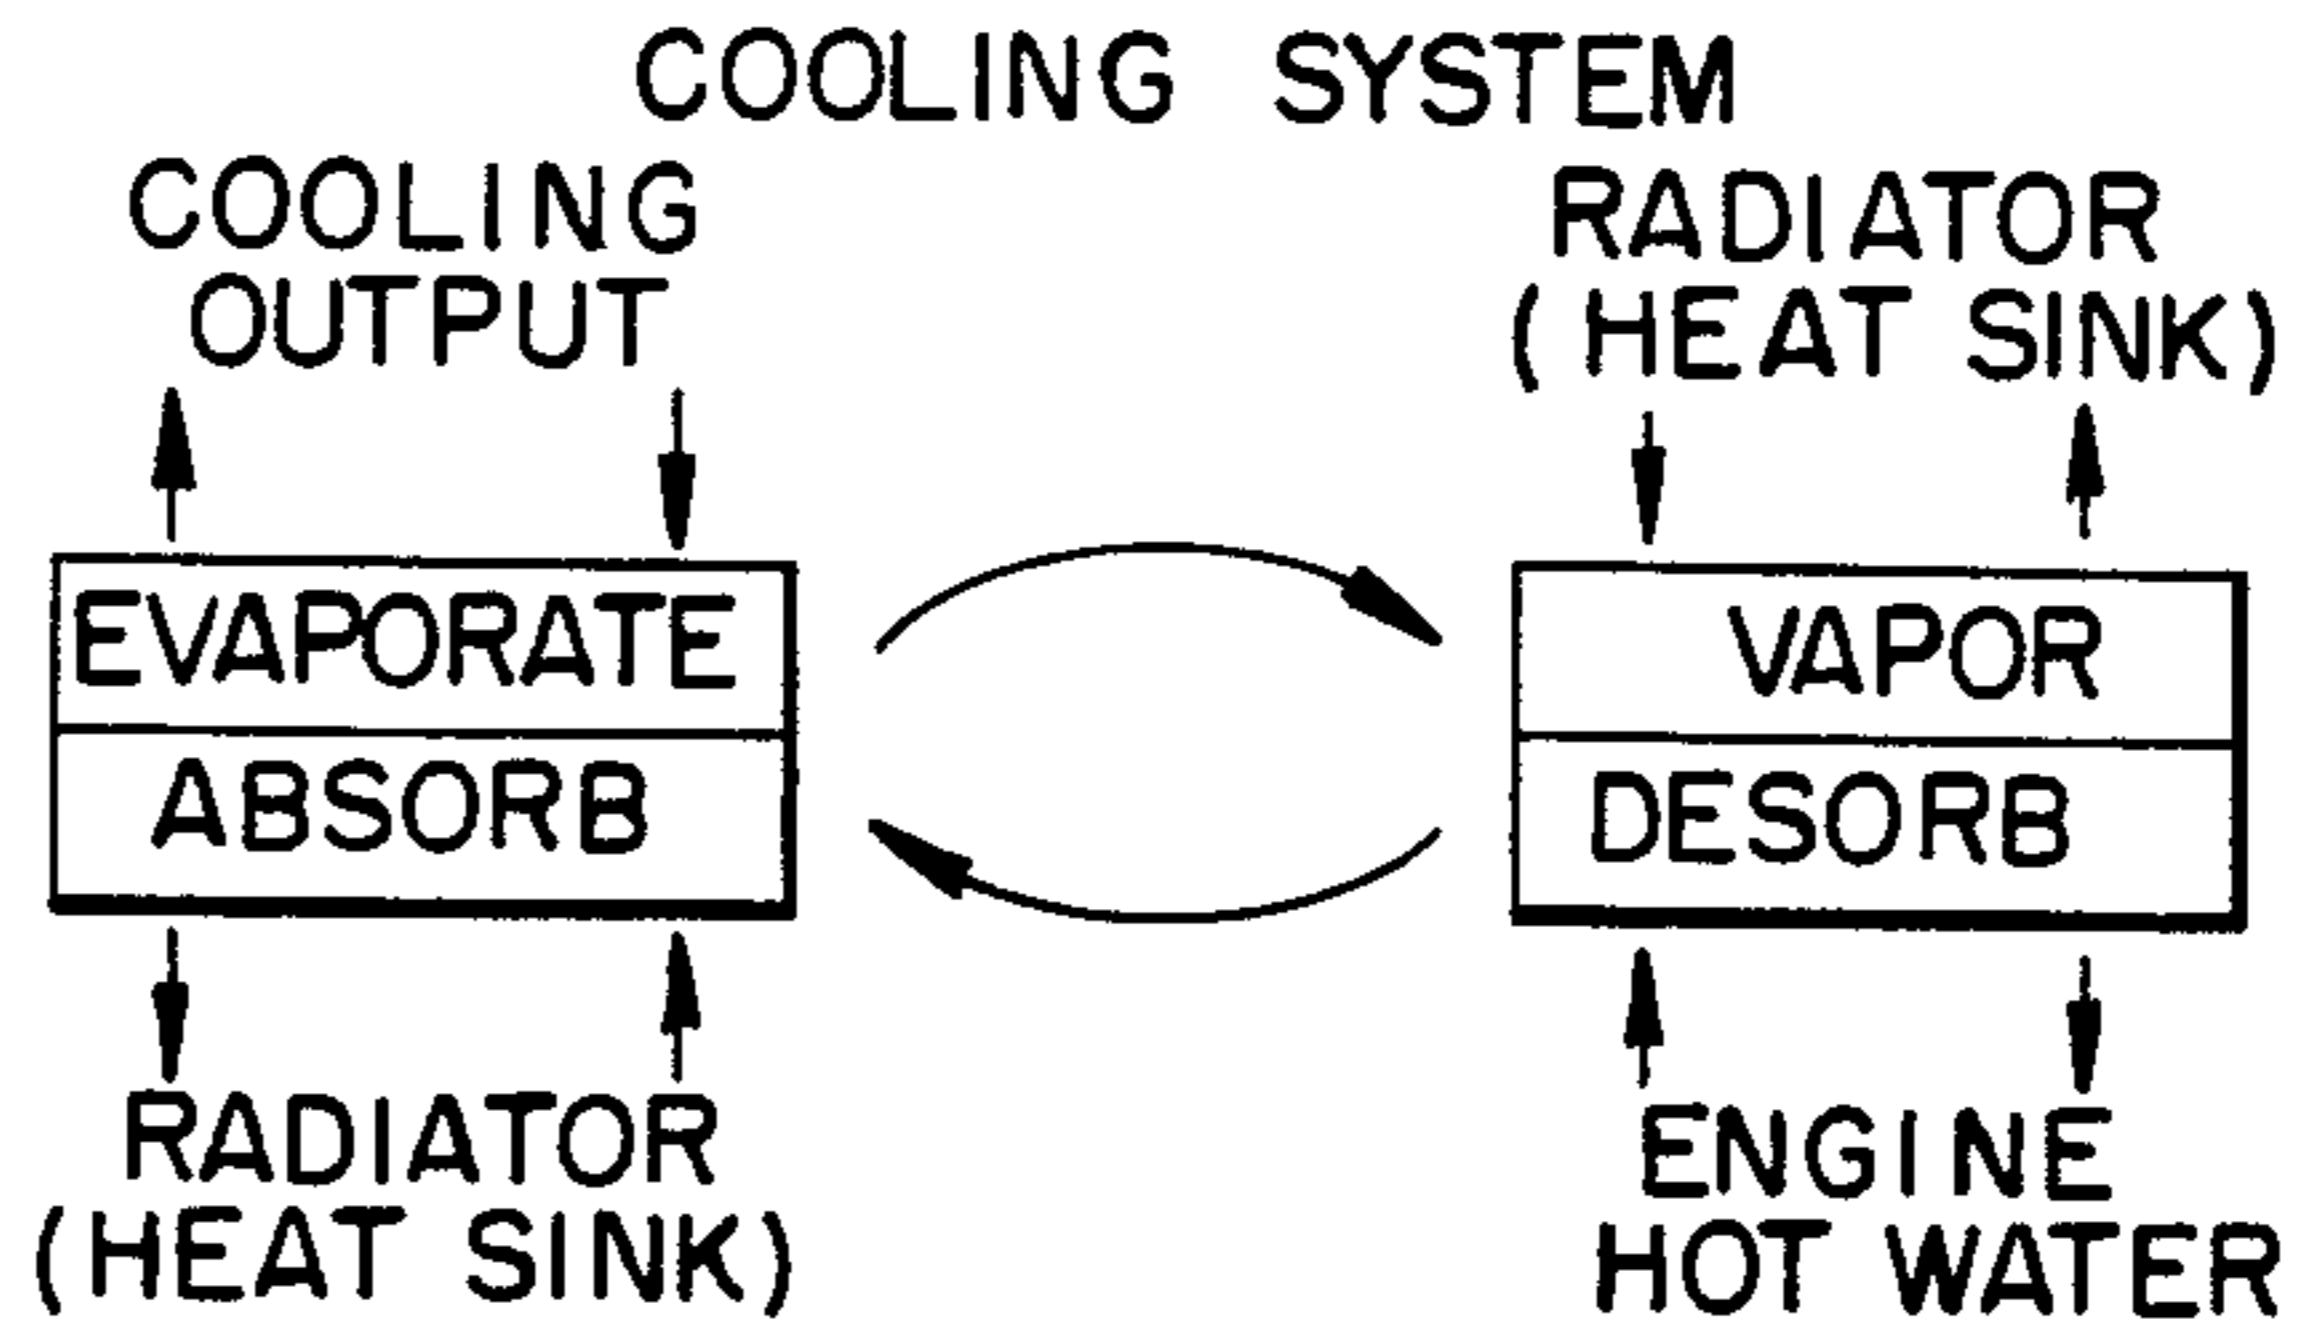 COOLING SYSTEM
COOLING
OUTPUT
RADIATOR
(HEAT SINK)
EVAPORATE
ABSORB
VAPOR
DESORB
RADIATOR
(HEAT SINK)
ENGINE
HOT WATER